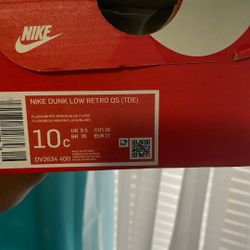 NIKE
NIKE DUNK LOW RETRO QS (TDE)
10C
UK 9.5
CM 16
BR 26
EUR 27
DV2634 400